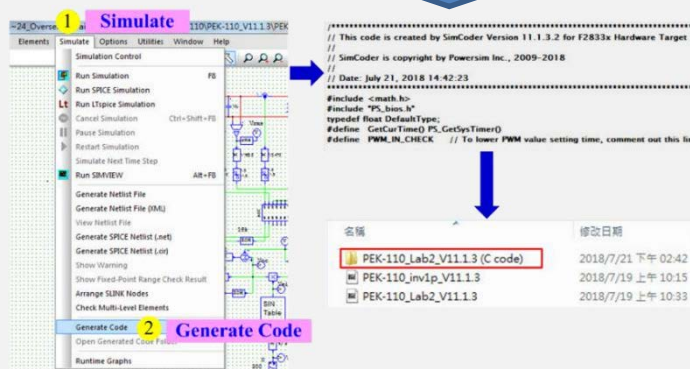 1 Simulate
110\PEK-110_V11.1.3\PEK
Elements Simulate Options Utilities Window Help
Simulation Control
Run Simulation F8
Run SPICE Simulation
Lt Run LTspice Simulation
Cancel Simulation Ctrl+Shift+F8
Pause Simulation
Restart Simulation
Simulate Next Time Step
Run SIMVIEW Alt+F8
Generate Netlist File
Generate Netlist File (XML)
View Netlist File
Generate SPICE Netlist (.net)
Generate SPICE Netlist (.cir)
Show Warning
Show Fixed-Point Range Check Result
Arrange SLINK Nodes
Check Multi-Level Elements
Generate Code 2 Generate Code
Open Generated Code
Runtime Graphs
SIN
Table
// This code is created by SimCoder Version 11.1.3.2 for F2833x Hardware Target
//
// SimCoder is copyright by Powersim Inc., 2009-2018
//
// Date: July 21, 2018 14:42:23
#include <math.h>
#include "PS_bios.h"
typedef float DefaultType;
#define GetCurTime() PS_GetSysTimer()
#define PWM_IN_CHECK // To lower PWM value setting time, comment out this
名稱 修改日期
PEK-110_Lab2_V11.1.3 (C code) 2018/7/21 下午 02:42
PEK-110_inv1p_V11.1.3 2018/7/19 上午 10:15
PEK-110_Lab2_V11.1.3 2018/7/19 上午 10:33